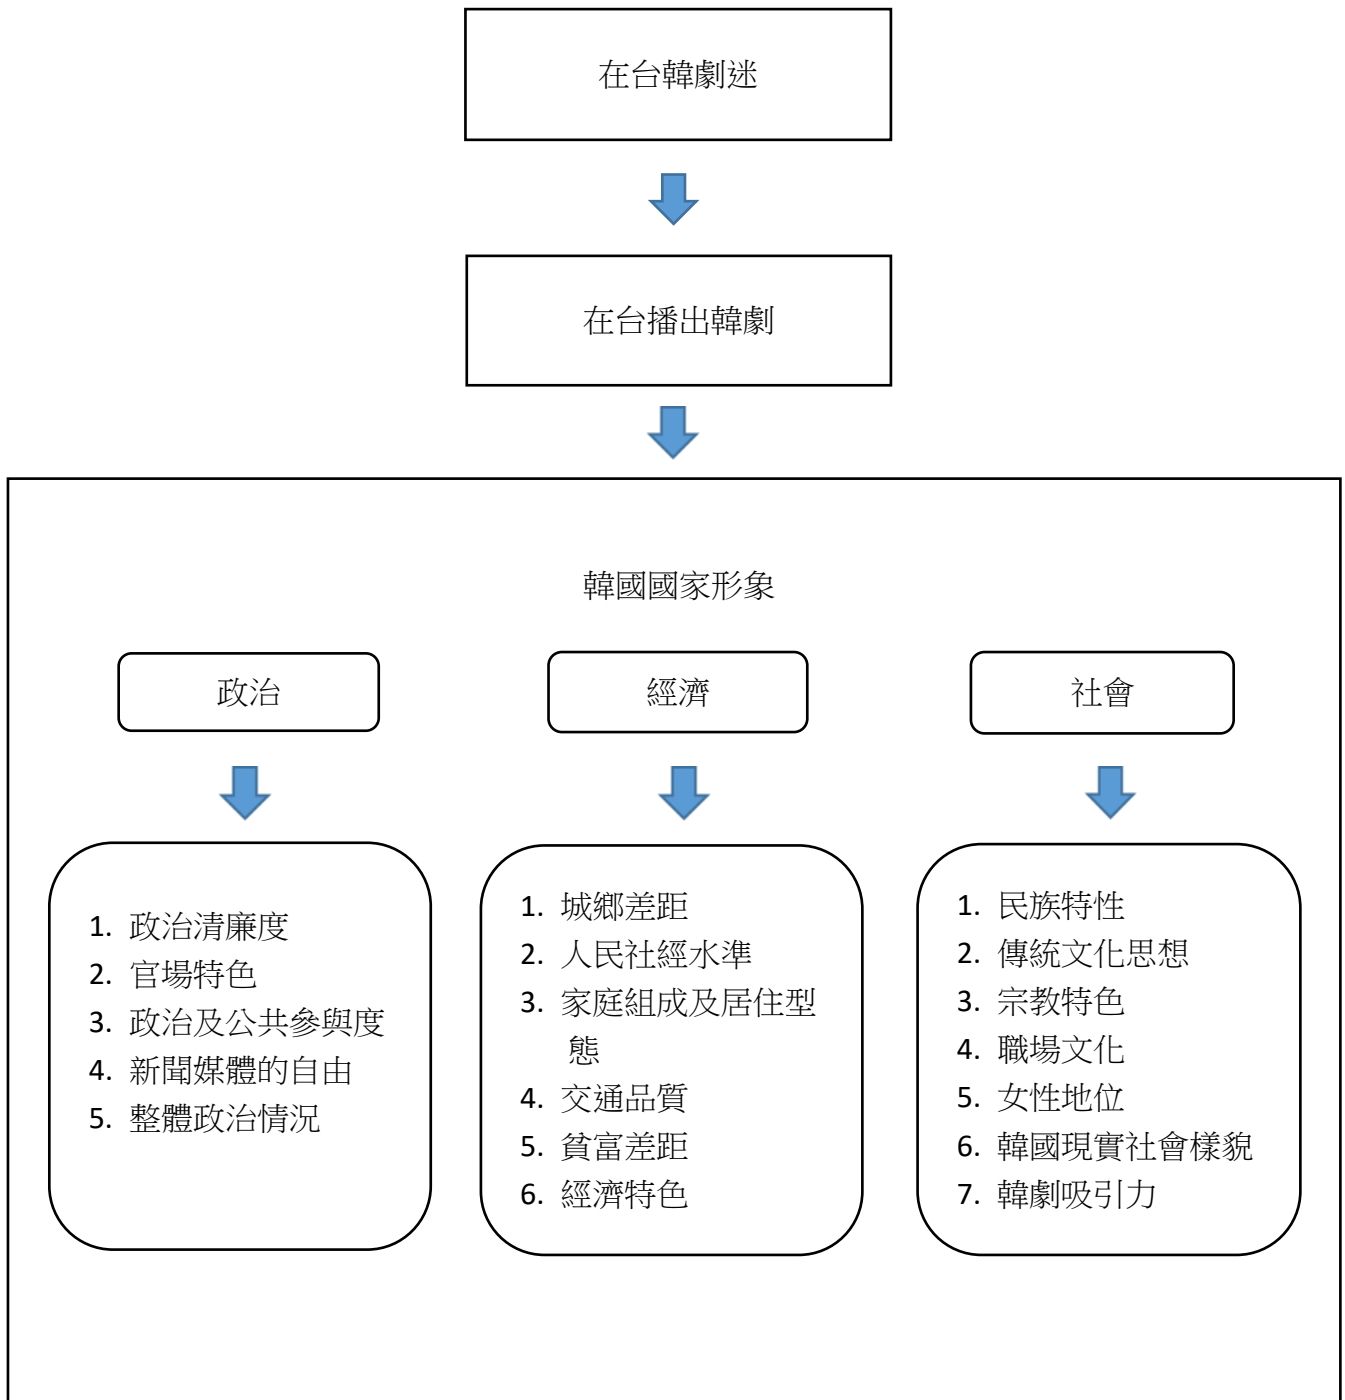 在台韓劇迷
在台播出韓劇
韓國國家形象
政治
經濟
社會
1. 政治清廉度
2. 官場特色
3. 政治及公共參與度
4. 新聞媒體的自由
5. 整體政治情況
1. 城鄉差距
2. 人民社經水準
3. 家庭組成及居住型
態
4. 交通品質
5. 貧富差距
6. 經濟特色
1. 民族特性
2. 傳統文化思想
3. 宗教特色
4. 職場文化
5. 女性地位
6. 韓國現實社會樣貌
7. 韓劇吸引力